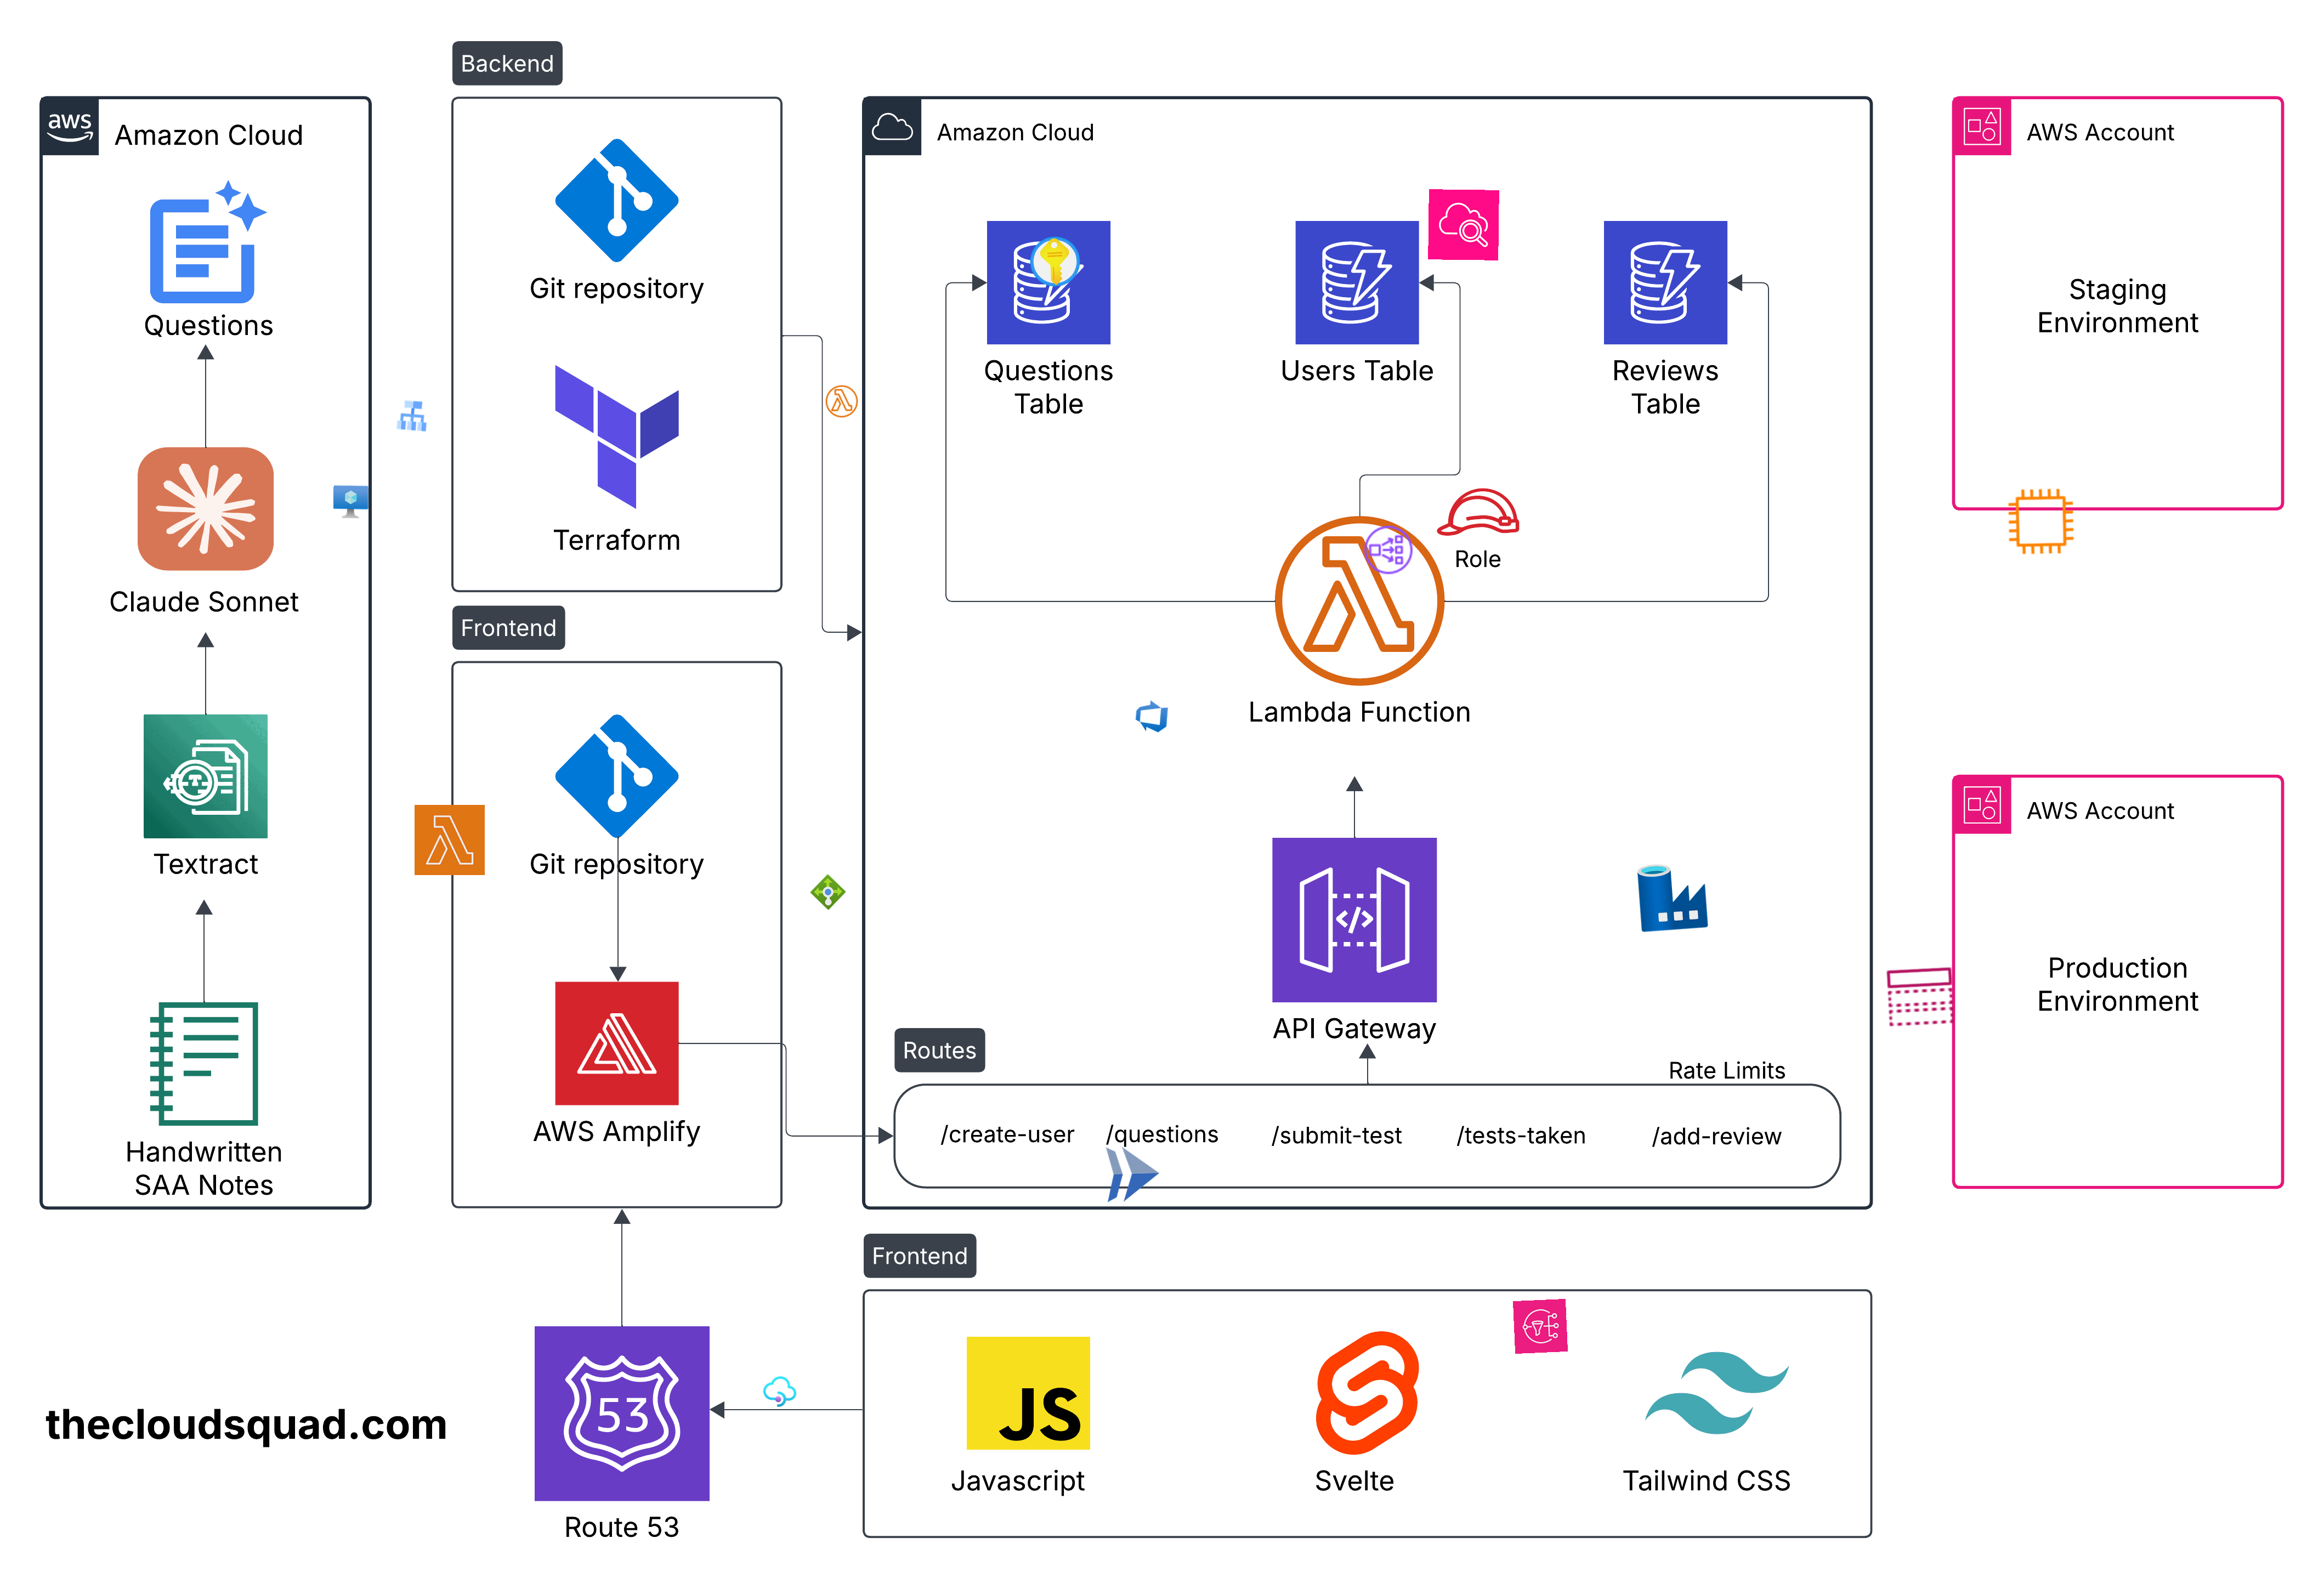 Backend
aws
Amazon Cloud
Questions
Claude Sonnet
Textract
Handwritten
SAA Notes
Git repository
Terraform
Frontend
Git repository
AWS Amplify
Amazon Cloud
Questions
Table
Users Table
Reviews
Table
Role
Lambda Function
API Gateway
Routes
Rate Limits
/create-user
/questions
/submit-test
/tests-taken
/add-review
AWS Account
Staging
Environment
AWS Account
Production
Environment
Frontend
JS
Javascript
Svelte
Tailwind CSS
53
Route 53
thecloudsquad.com